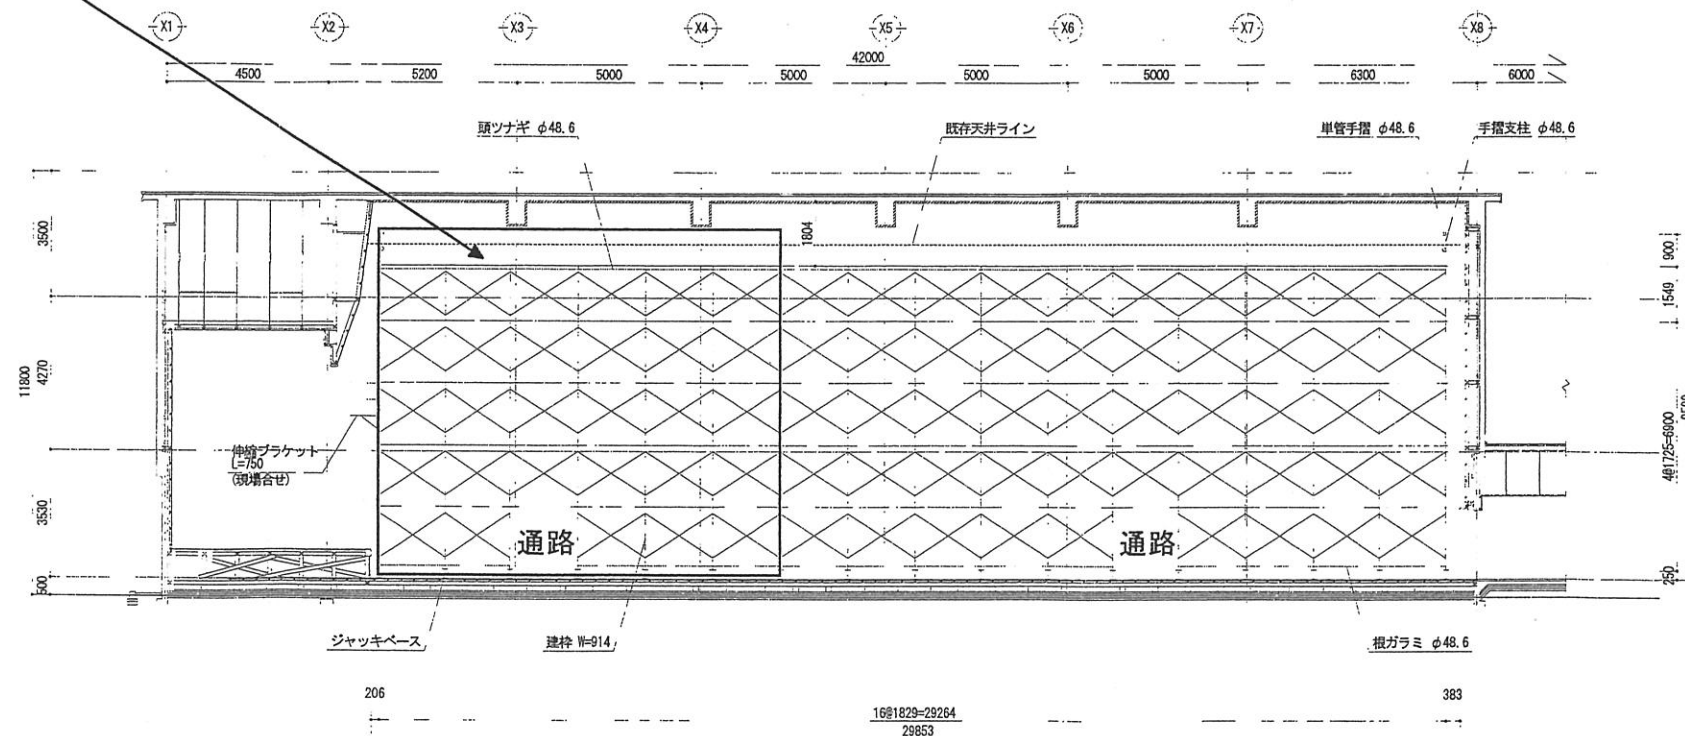 X1 X2 X3 X4 X5 X6 X7 X8
42000
4500 5200 5000 5000 5000 5000 6300 6000
頭ツナギ φ48.6 既存天井ライン 単管手摺 φ48.6 手摺支柱 φ48.6
3500
1804
900
1549
11800
4270
伸縮ブラケット
L=750
(現場合せ)
4@1725=6900
3530
通路 通路
500
250
ジャッキベース 建枠 W=914 根ガラミ φ48.6
206 383
16@1829=29264
29853